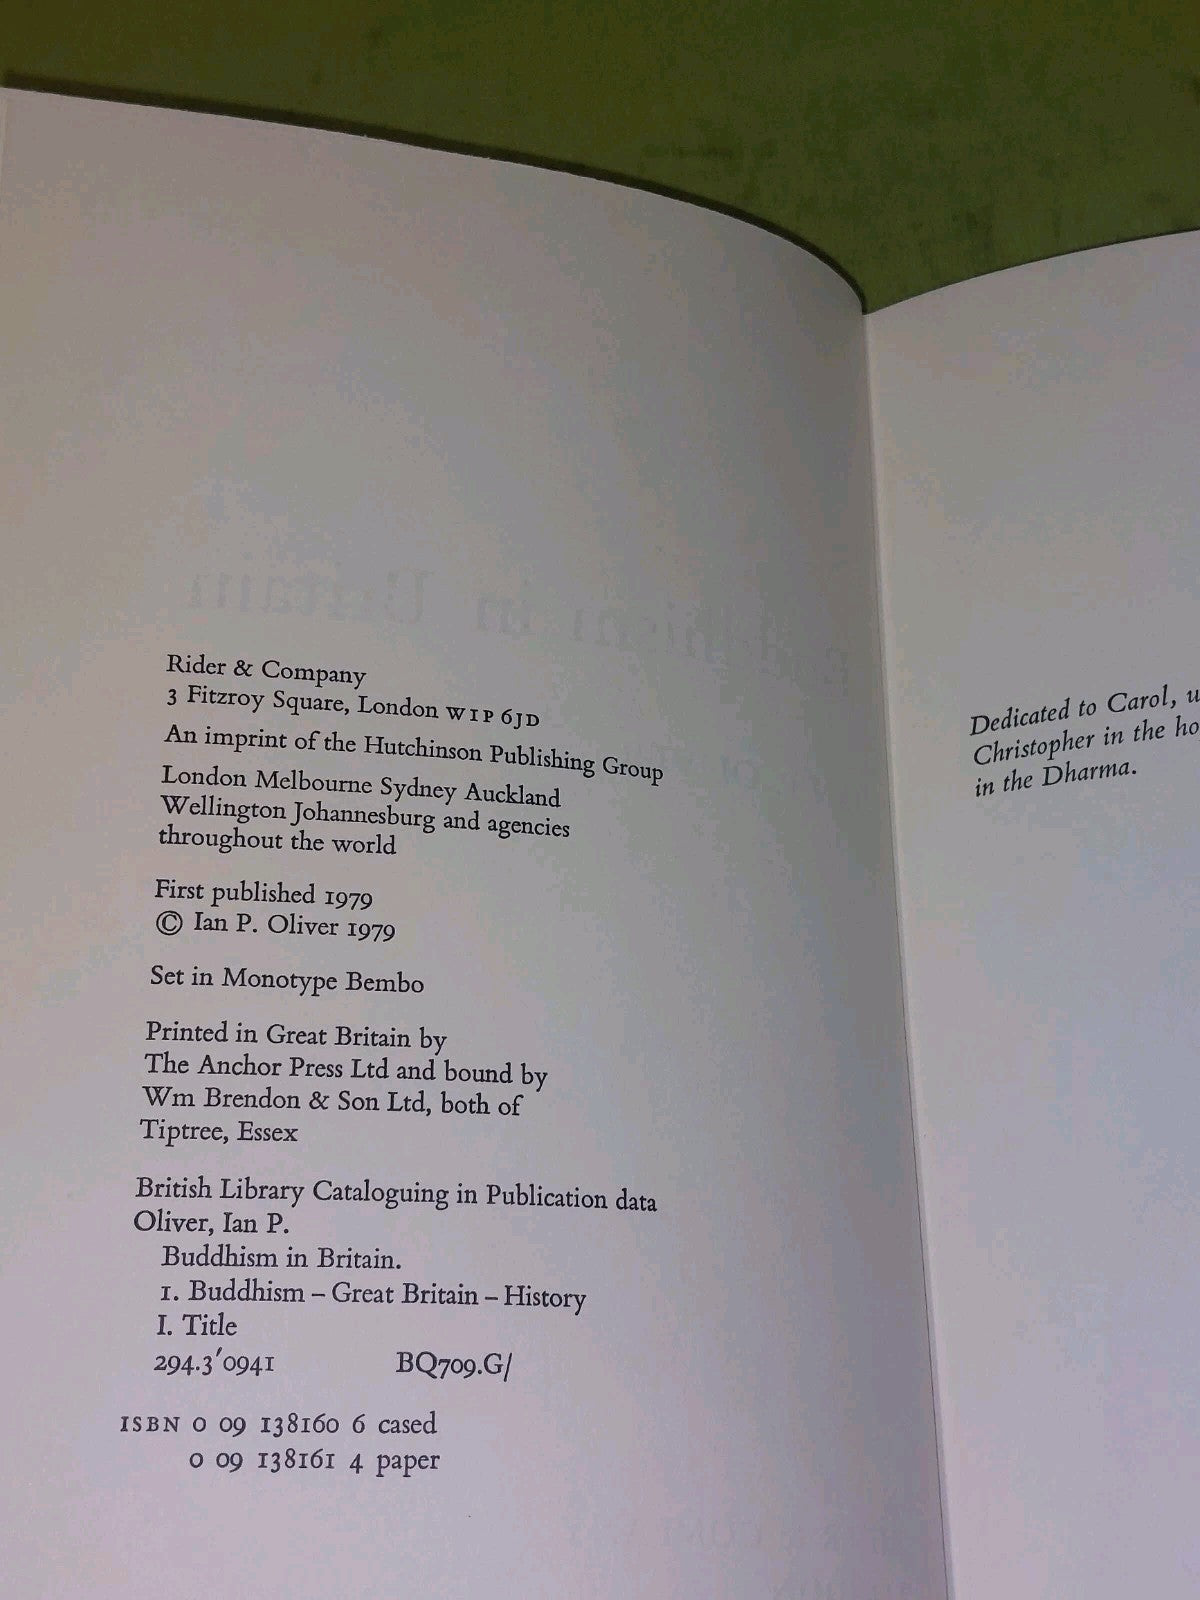 Rider & Company
3 Fitzroy Square, London W1P 6JD
An imprint of the Hutchinson Publishing Group
London Melbourne Sydney Auckland
Wellington Johannesburg and agencies
throughout the world
First published 1979
© Ian P. Oliver 1979
Set in Monotype Bembo
Printed in Great Britain by
The Anchor Press Ltd and bound by
Wm Brendon & Son Ltd, both of
Tiptree, Essex
British Library Cataloguing in Publication data
Oliver, Ian P.
Buddhism in Britain.
1. Buddhism – Great Britain – History
I. Title
294.3'0941 BQ709.G/
ISBN 0 09 138160 6 cased
0 09 138161 4 paper
Dedicated to Carol,
Christopher in the
in the Dharma.